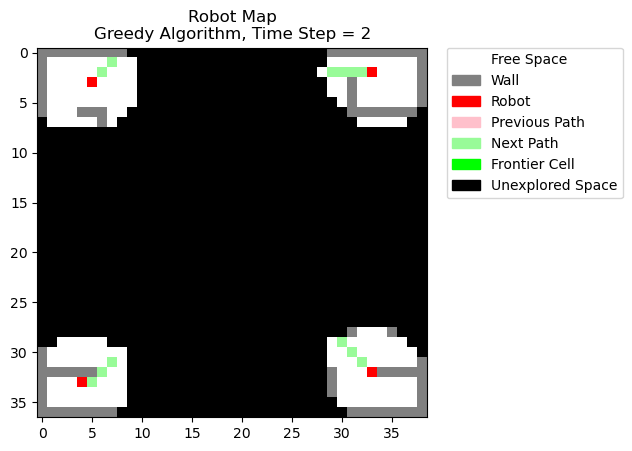 Robot Map
Greedy Algorithm, Time Step = 2
0
5
10
15
20
25
30
35
0
5
10
15
20
25
30
35
Free Space
Wall
Robot
Previous Path
Next Path
Frontier Cell
Unexplored Space